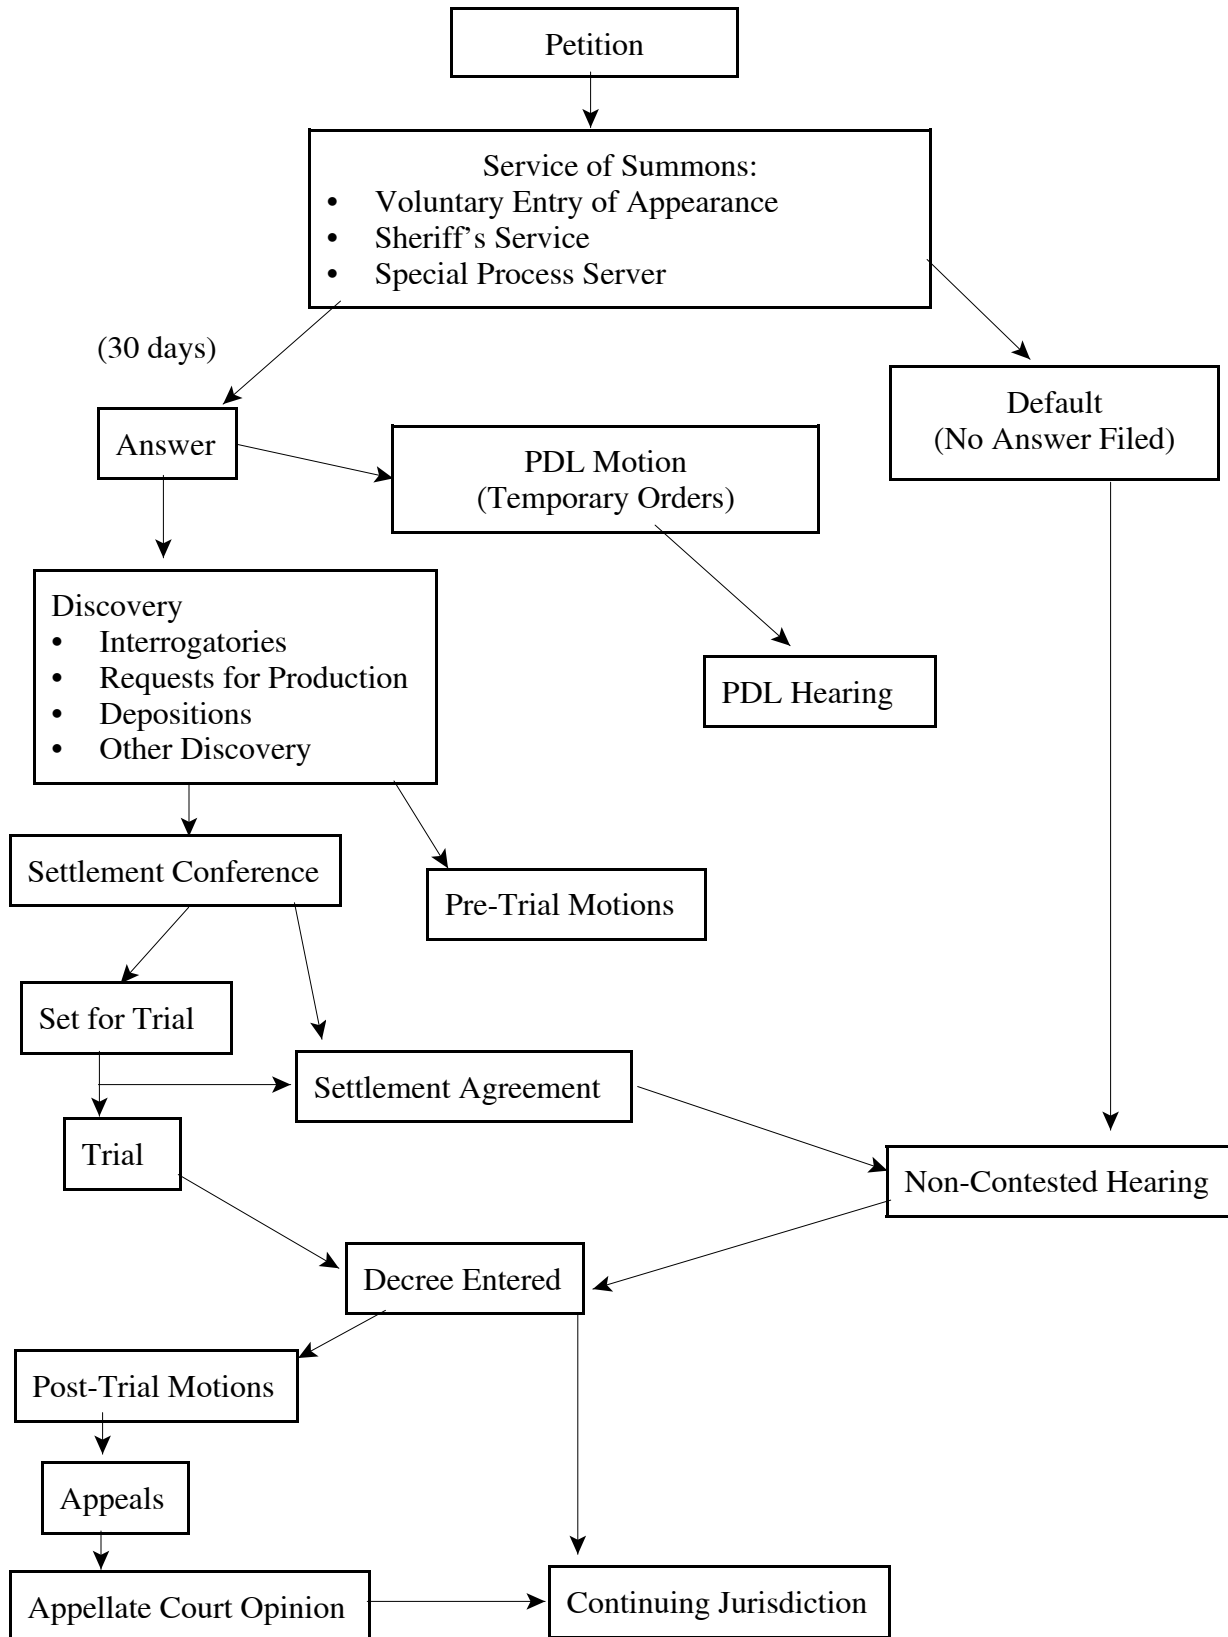 Petition
Service of Summons:
• Voluntary Entry of Appearance
• Sheriff’s Service
• Special Process Server
(30 days)
Default
(No Answer Filed)
Answer
PDL Motion
(Temporary Orders)
Discovery
• Interrogatories
• Requests for Production
• Depositions
• Other Discovery
PDL Hearing
Settlement Conference
Pre-Trial Motions
Set for Trial
Settlement Agreement
Trial
Non-Contested Hearing
Decree Entered
Post-Trial Motions
Appeals
Appellate Court Opinion
Continuing Jurisdiction